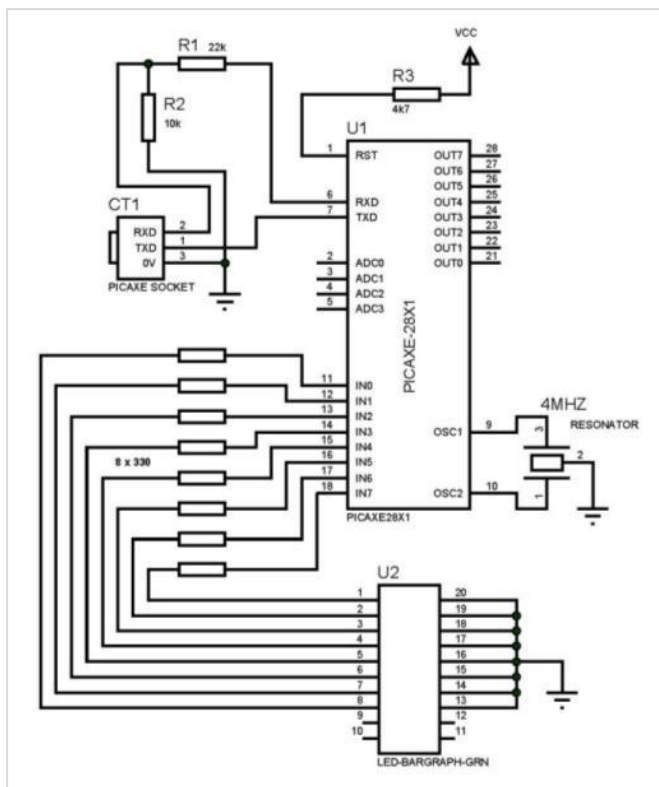 VCC
R1 22k
R3
4k7
R2
10k
U1
1 RST OUT7 28
OUT6 27
OUT5 26
6 RXD OUT4 25
7 TXD OUT3 24
OUT2 23
OUT1 22
OUT0 21
CT1
RXD 2
TXD 1
0V 3
PICAXE SOCKET
2 ADC0
3 ADC1
4 ADC2
5 ADC3
PICAXE-28X1
11 IN0
12 IN1
13 IN2
14 IN3
15 IN4
16 IN5
17 IN6
18 IN7
8 x 330
OSC1 9
OSC2 10
4MHZ
RESONATOR
3
2
1
PICAXE28X1
U2
1 20
2 19
3 18
4 17
5 16
6 15
7 14
8 13
9 12
10 11
LED-BARGRAPH-GRN